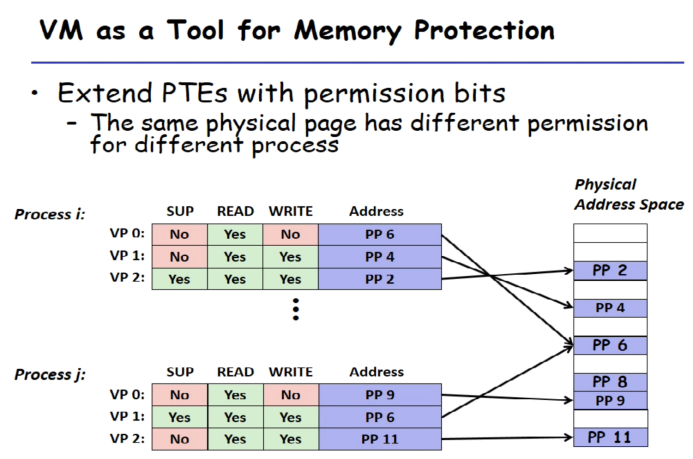 VM as a Tool for Memory Protection
• Extend PTEs with permission bits
– The same physical page has different permission
for different process
Physical
Address Space
Process i:
SUP READ WRITE Address
VP 0: No Yes No PP 6
VP 1: No Yes Yes PP 4
VP 2: Yes Yes Yes PP 2
PP 2
PP 4
PP 6
PP 8
PP 9
PP 11
Process j:
SUP READ WRITE Address
VP 0: No Yes No PP 9
VP 1: Yes Yes Yes PP 6
VP 2: No Yes Yes PP 11